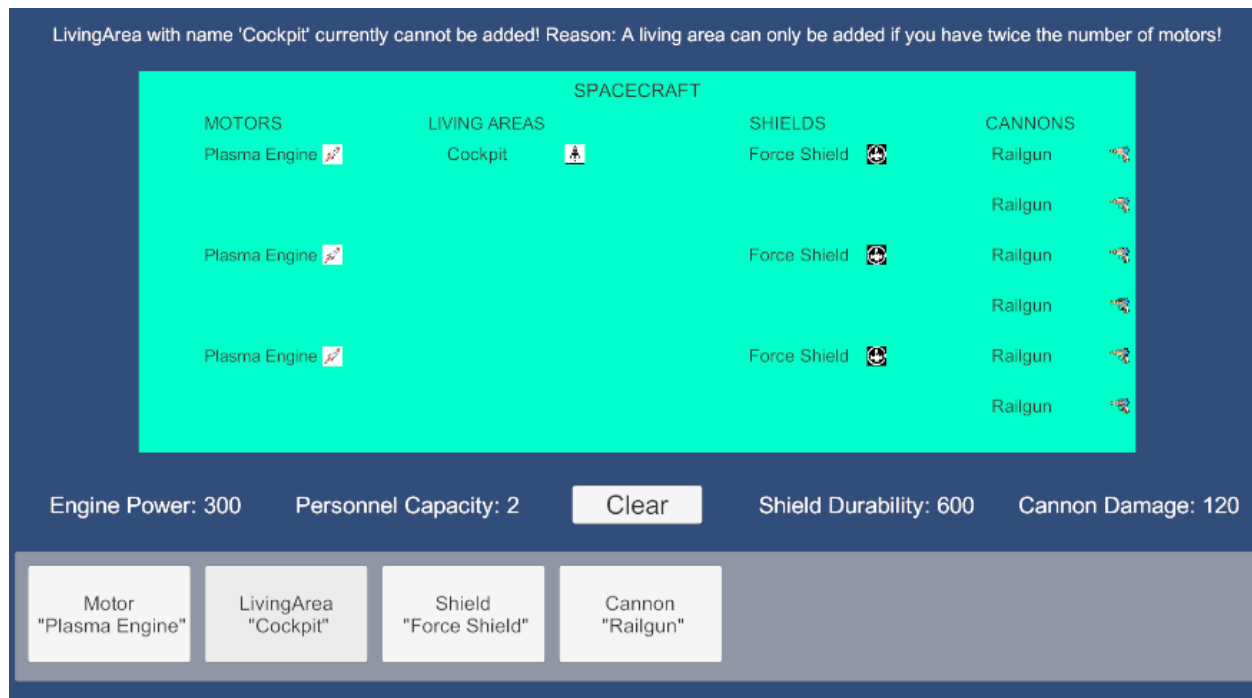 LivingArea with name 'Cockpit' currently cannot be added! Reason: A living area can only be added if you have twice the number of motors!
SPACECRAFT
MOTORS LIVING AREAS SHIELDS CANNONS
Plasma Engine Cockpit Force Shield Railgun
Railgun
Plasma Engine Force Shield Railgun
Railgun
Plasma Engine Force Shield Railgun
Railgun
Engine Power: 300 Personnel Capacity: 2 Clear Shield Durability: 600 Cannon Damage: 120
Motor LivingArea Shield Cannon
"Plasma Engine" "Cockpit" "Force Shield" "Railgun"